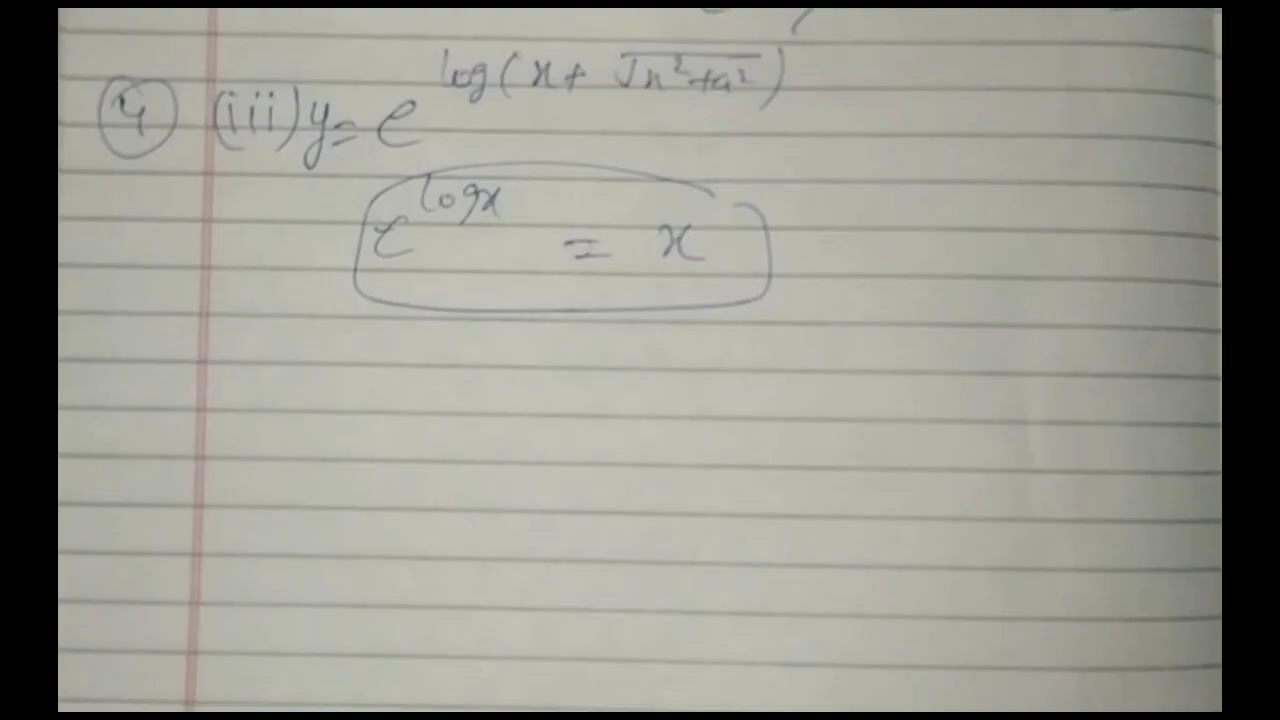 4 (iii) y = e^log(x + √x²+a²)
e^logx = x